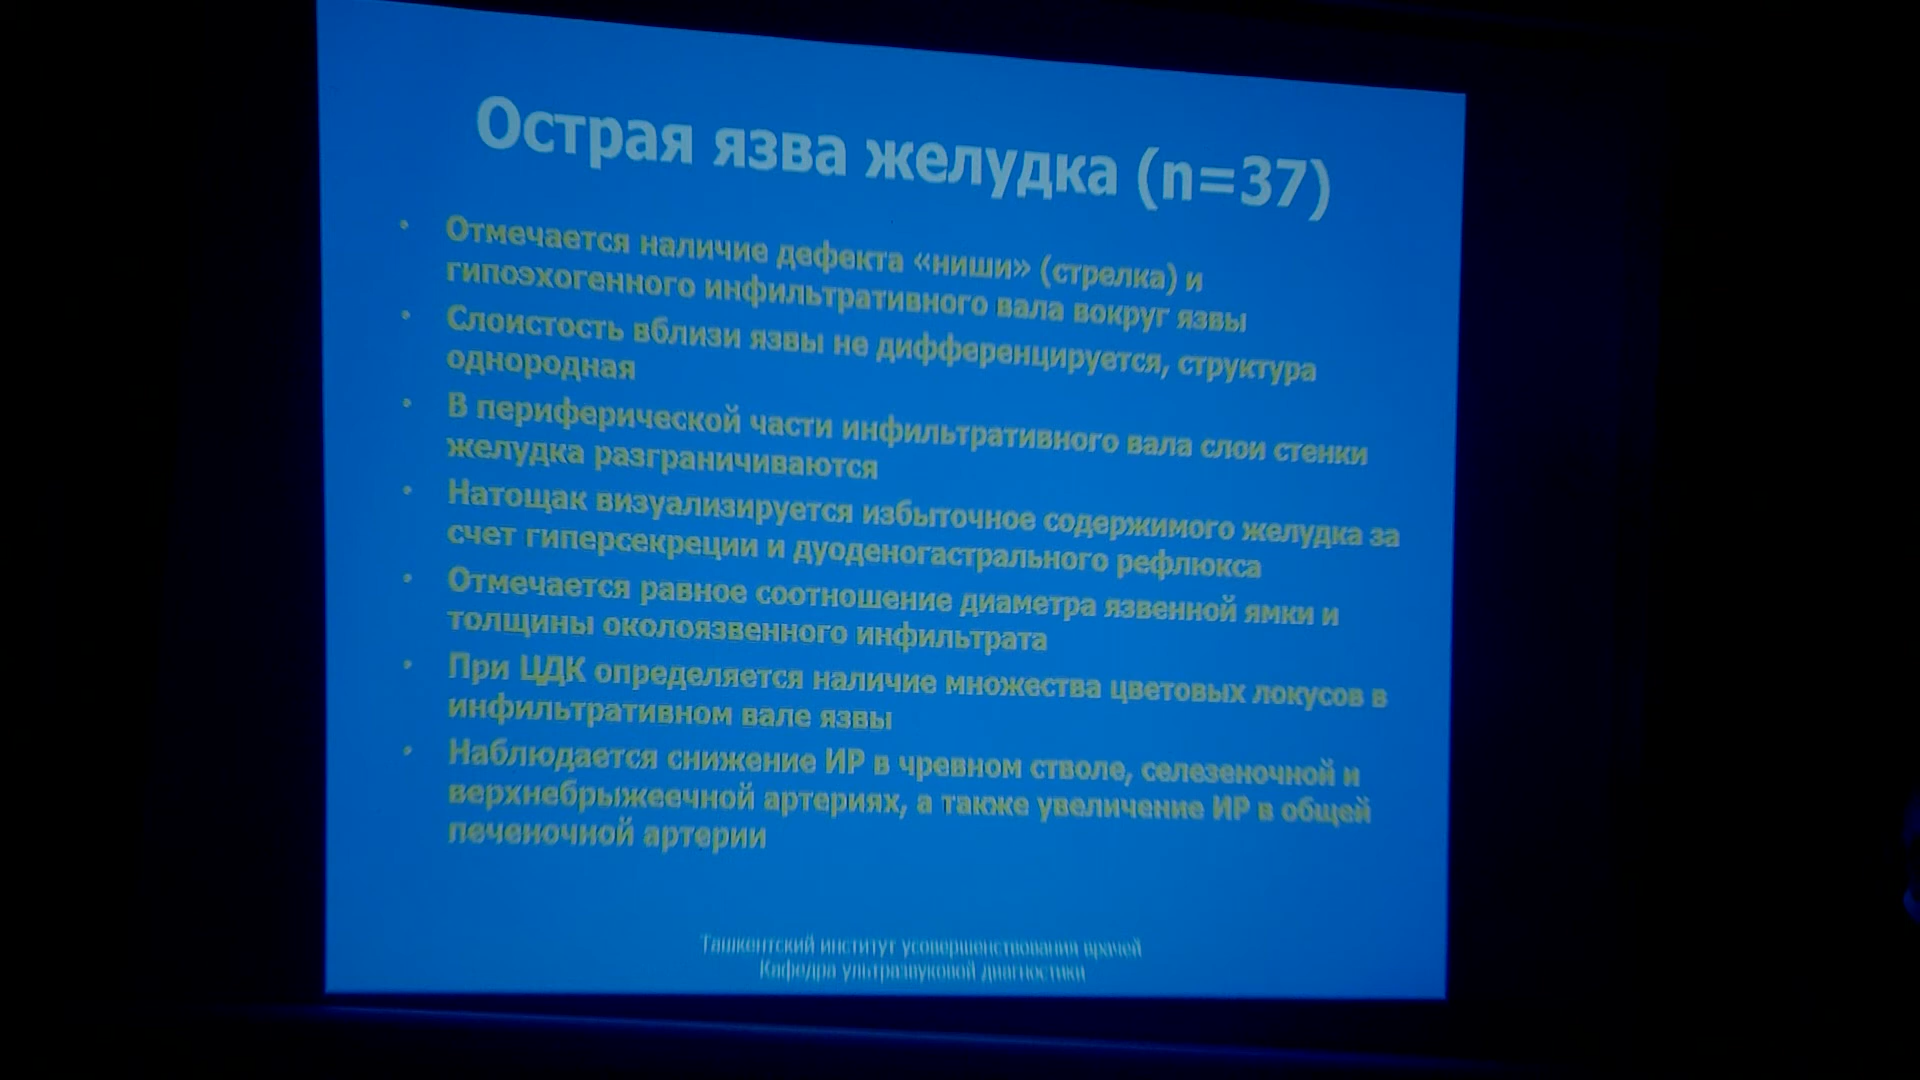 Острая язва желудка (n=37)
• Отмечается наличие дефекта «ниши» (стрелка) и
гипоэхогенного инфильтративного вала вокруг язвы
• Слоистость вблизи язвы не дифференцируется, структура
однородная
• В периферической части инфильтративного вала слои стенки
желудка разграничиваются
• Натощак визуализируется избыточное содержимого желудка за
счет гиперсекреции и дуоденогастрального рефлюкса
• Отмечается равное соотношение диаметра язвенной ямки и
толщины околоязвенного инфильтрата
• При ЦДК определяется наличие множества цветовых локусов в
инфильтративном вале язвы
• Наблюдается снижение ИР в чревном стволе, селезеночной и
верхнебрыжеечной артериях, а также увеличение ИР в общей
печеночной артерии
Ташкентский институт усовершенствования врачей
Кафедра ультразвуковой диагностики